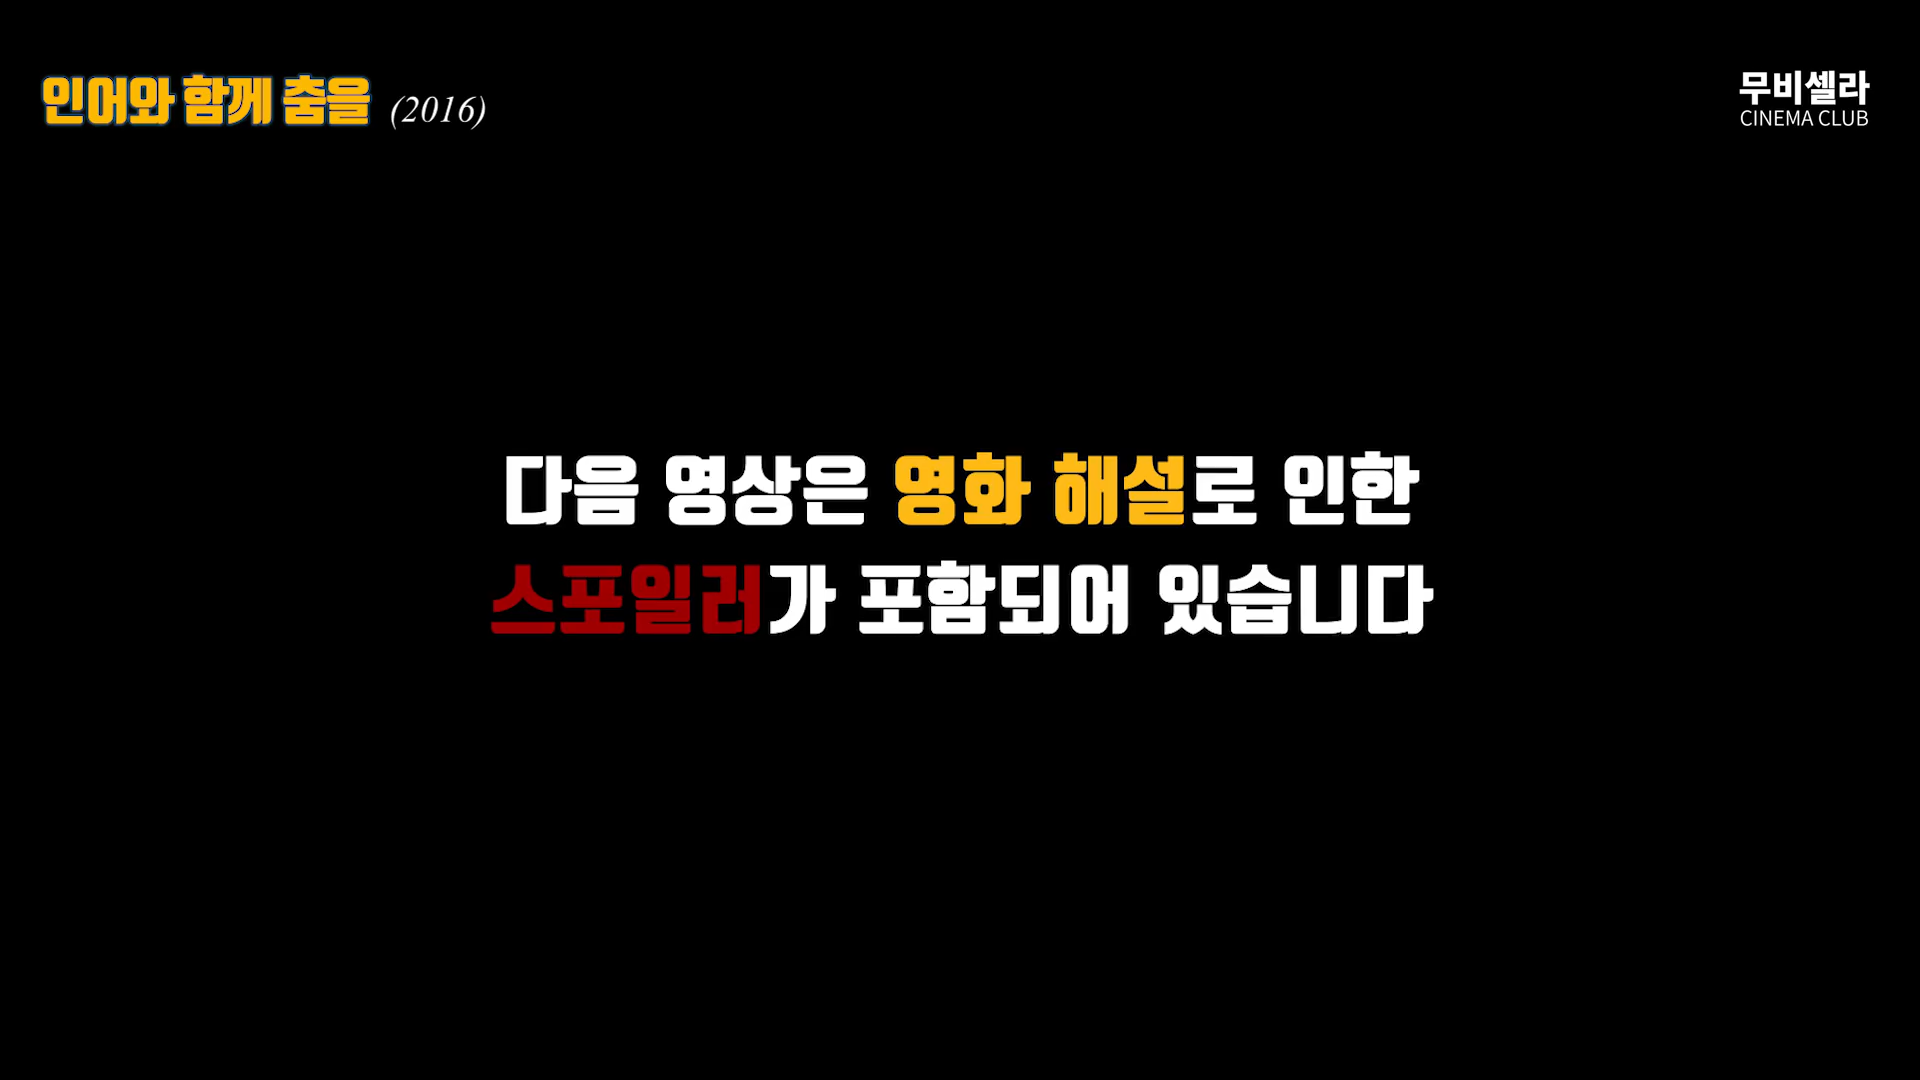 인어와 함께 춤을 (2016)
무비셀라
CINEMA CLUB
다음 영상은 영화 해설로 인한
스포일러가 포함되어 있습니다